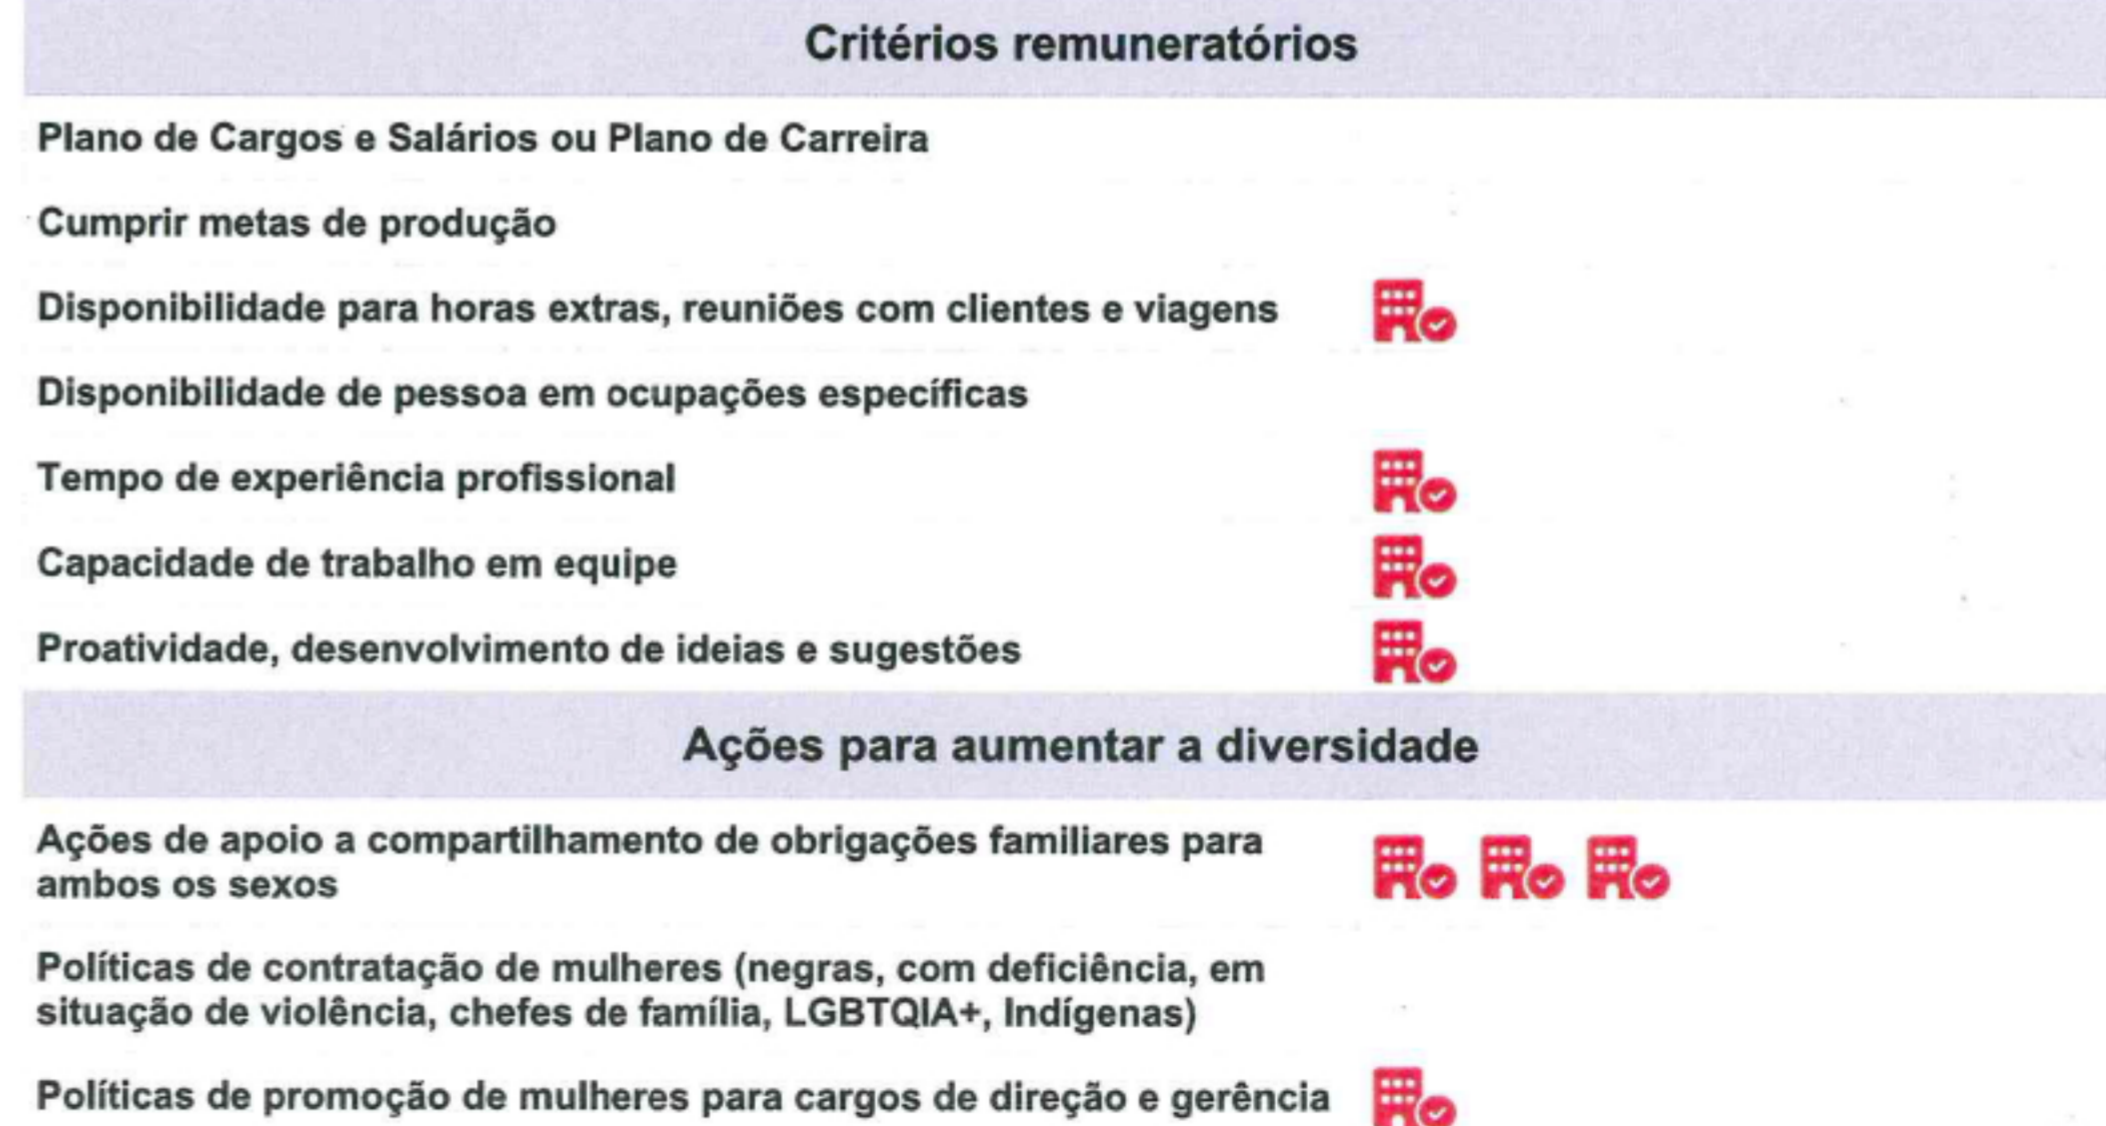 Critérios remuneratórios
Plano de Cargos e Salários ou Plano de Carreira
Cumprir metas de produção
Disponibilidade para horas extras, reuniões com clientes e viagens
Disponibilidade de pessoa em ocupações específicas
Tempo de experiência profissional
Capacidade de trabalho em equipe
Proatividade, desenvolvimento de ideias e sugestões
Ações para aumentar a diversidade
Ações de apoio a compartilhamento de obrigações familiares para
ambos os sexos
Políticas de contratação de mulheres (negras, com deficiência, em
situação de violência, chefes de família, LGBTQIA+, Indígenas)
Políticas de promoção de mulheres para cargos de direção e gerência